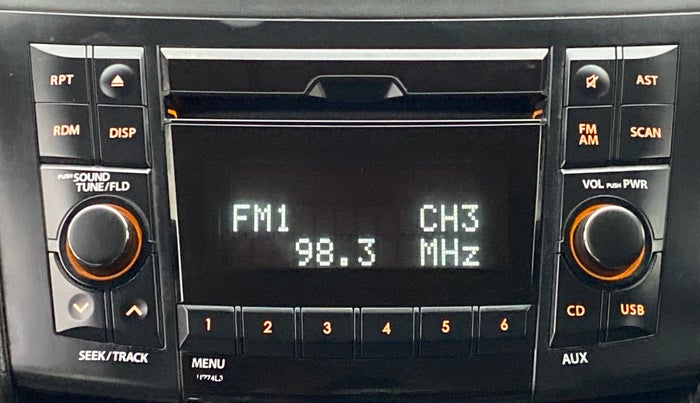 RPT
AST
RDM
DISP
FM
AM
SCAN
PUSH SOUND
TUNE/FLD
VOL PUSH PWR
FM1 CH3
98.3 MHz
CD
USB
1 2 3 4 5 6
SEEK/TRACK
MENU
AUX